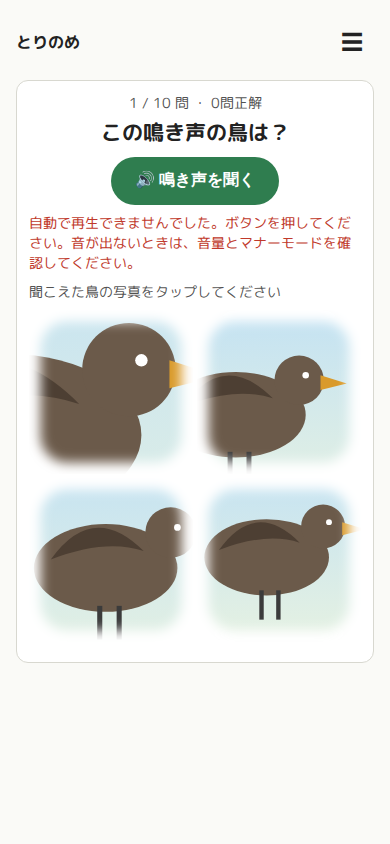 とりのめ
1 / 10 問 · 0問正解
この鳴き声の鳥は？
🔊 鳴き声を聞く
自動で再生できませんでした。ボタンを押してくだ
さい。音が出ないときは、音量とマナーモードを確
認してください。
聞こえた鳥の写真をタップしてください